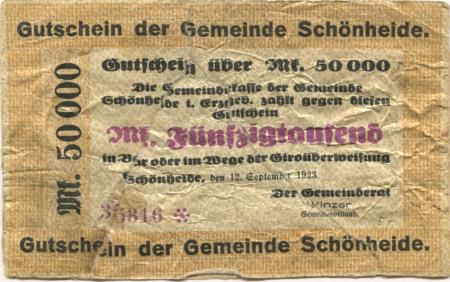 Gutschein der Gemeinde Schönheide.
Mk. 50 000
Gutschein über Mk. 50 000
Die Gemeindekasse der Gemeinde
Schönheide i. Erzgeb. zahlt gegen diesen
Gutschein
Mk. Fünfzigtausend
in Bar oder im Wege der Giroüberweisung
Schönheide, den 12. September 1923
Der Gemeinderat
Winzer
Gemeindevorstand.
35816 ✻
Gutschein der Gemeinde Schönheide.